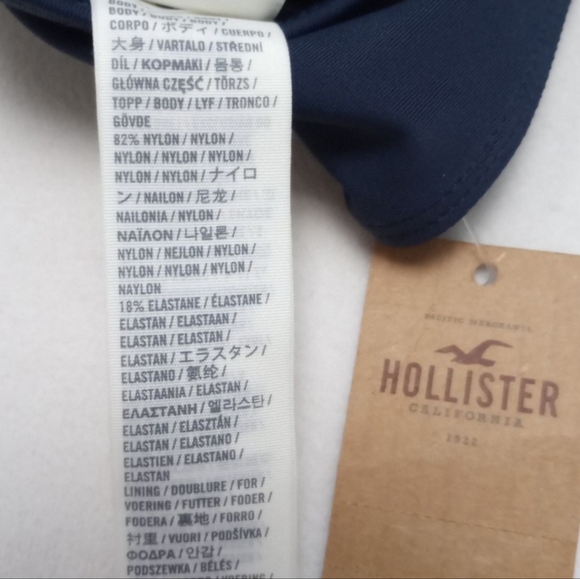 BODY / BODY / BODY /
CORPO / ボディ / CUERPO /
大身 / VARTALO / STŘEDNÍ
DÍL / ΚΟΡΜΑΚΙ / 몸통 /
GŁÓWNA CZĘŚĆ / TÖRZS /
TOPP / BODY / LYF / TRONCO /
GÖVDE
82% NYLON / NYLON /
NYLON / NYLON / NYLON /
NYLON / NYLON / ナイロ
ン / NAILON / 尼龙 /
NAILONIA / NYLON /
ΝΑΪΛΟΝ / 나일론 /
NYLON / NEJLON / NYLON /
NYLON / NYLON / NYLON /
NAYLON
18% ELASTANE / ÉLASTANE /
ELASTAN / ELASTAAN /
ELASTAN / ELASTAN /
ELASTAN / エラスタン /
ELASTANO / 氨纶 /
ELASTAANIA / ELASTAN /
ΕΛΑΣΤΑΝΗ / 엘라스탄 /
ELASTAN / ELASZTÁN /
ELASTAN / ELASTANO /
ELASTIEN / ELASTANO /
ELASTAN
LINING / DOUBLURE / FOR /
VOERING / FUTTER / FODER /
FODERA / 裏地 / FORRO /
衬里 / VUORI / PODŠÍVKA /
ΦΟΔΡΑ / 안감 /
PODSZEWKA / BÉLÉS /
PACIFIC MERCHANTS
HOLLISTER
CALIFORNIA
1922